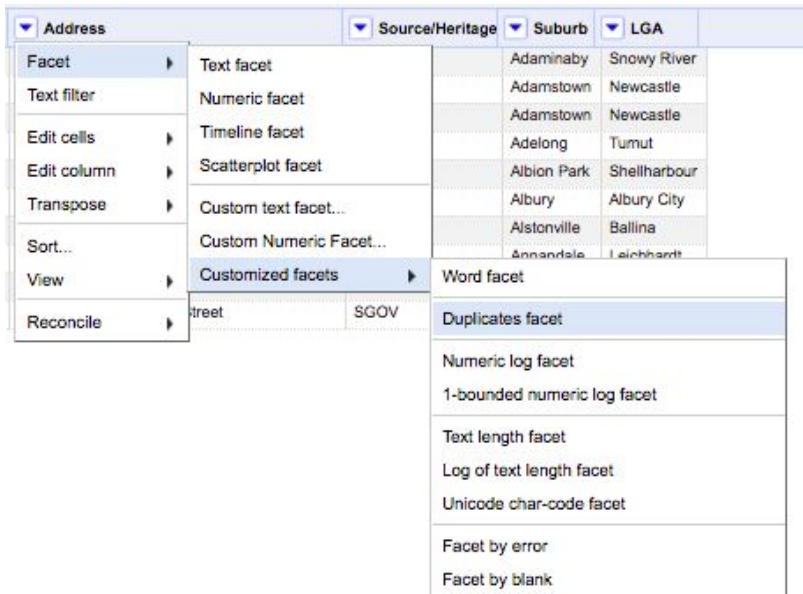 Address
Source/Heritage
Suburb
LGA
Facet
Text filter
Edit cells
Edit column
Transpose
Sort...
View
Reconcile
Text facet
Numeric facet
Timeline facet
Scatterplot facet
Custom text facet...
Custom Numeric Facet...
Customized facets
Word facet
Duplicates facet
Numeric log facet
1-bounded numeric log facet
Text length facet
Log of text length facet
Unicode char-code facet
Facet by error
Facet by blank
Adaminaby Snowy River
Adamstown Newcastle
Adamstown Newcastle
Adelong Tumut
Albion Park Shellharbour
Albury Albury City
Alstonville Ballina
Annandale Leichhardt
SGOV